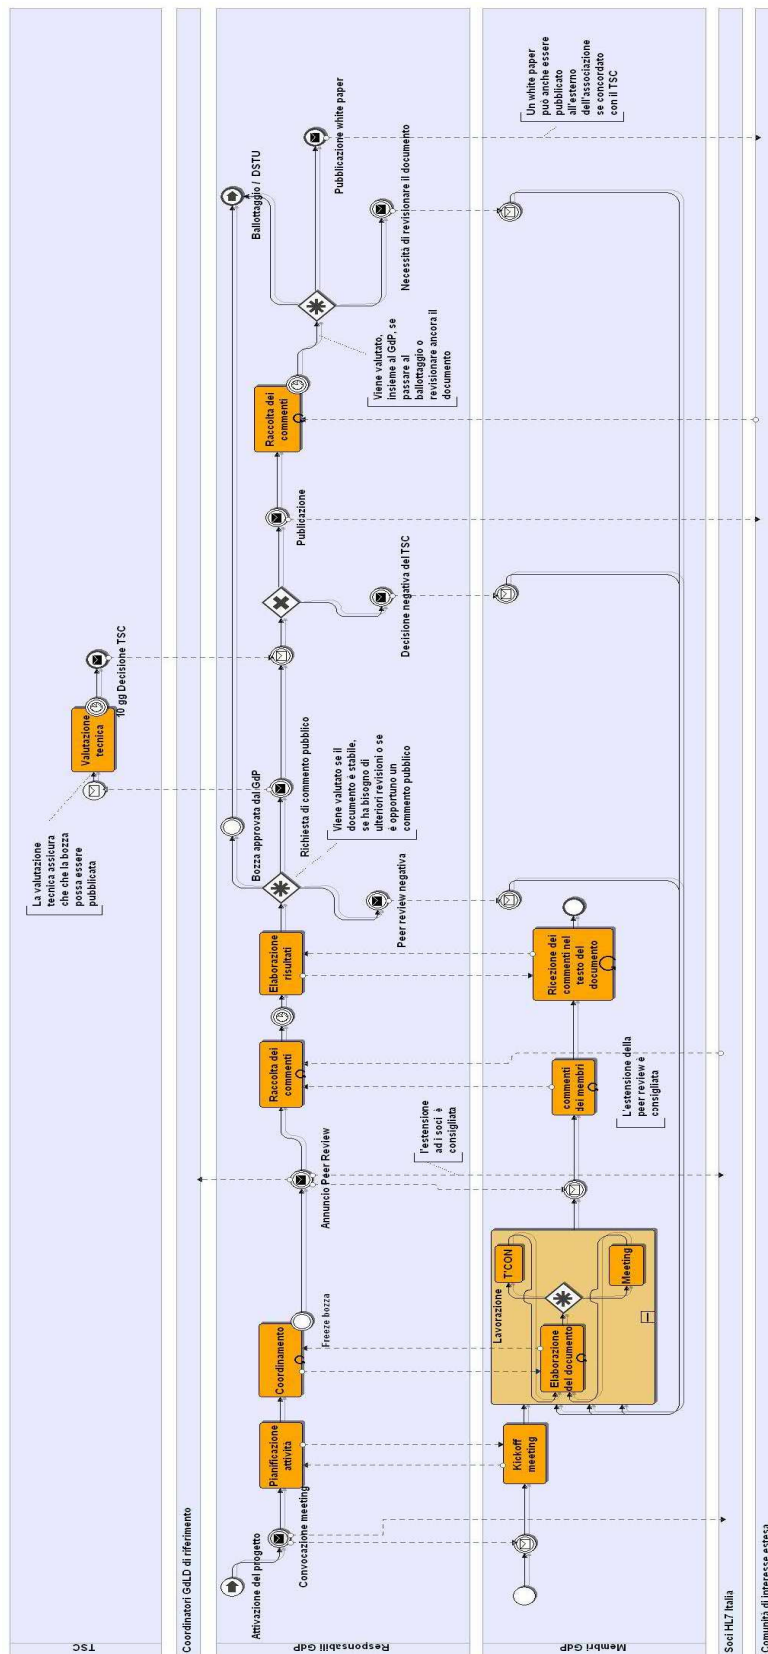 TSC
La valutazione
tecnica assicura
che che la bozza
possa essere
pubblicata
Valutazione
tecnica
10 gg Decisione TSC
Coordinatori GdLD di riferimento
Responsabili GdP
Attivazione del progetto
Convocazione meeting
Pianificazione
attività
Coordinamento
Freeze bozza
Annuncio Peer Review
Raccolta dei
commenti
Elaborazione
risultati
Bozza approvata dal GdP
Peer review negativa
Richiesta di commento pubblico
Viene valutato se il
documento è stabile,
se ha bisogno di
ulteriori revisioni o se
è opportuno un
commento pubblico
Decisione negativa del TSC
Publicazione
Raccolta dei
commenti
Viene valutato,
insieme al GdP, se
passare al
ballottaggio o
revisionare ancora il
documento
Ballottaggio / DSTU
Pubblicazione white paper
Necessità di revisionare il documento
Membri GdP
Kickoff
meeting
Lavorazione
Elaborazione
del documento
T'CON
Meeting
l'estensione
ad i soci è
consigliata
commenti
dei membri
L'estensione della
peer review è
consigliata
Ricezione dei
commenti nel
testo del
documento
Un white paper
può anche essere
pubblicato
all'esterno
dell'associazione
se concordato
con il TSC
Soci HL7 Italia
Comunità di interesse estesa